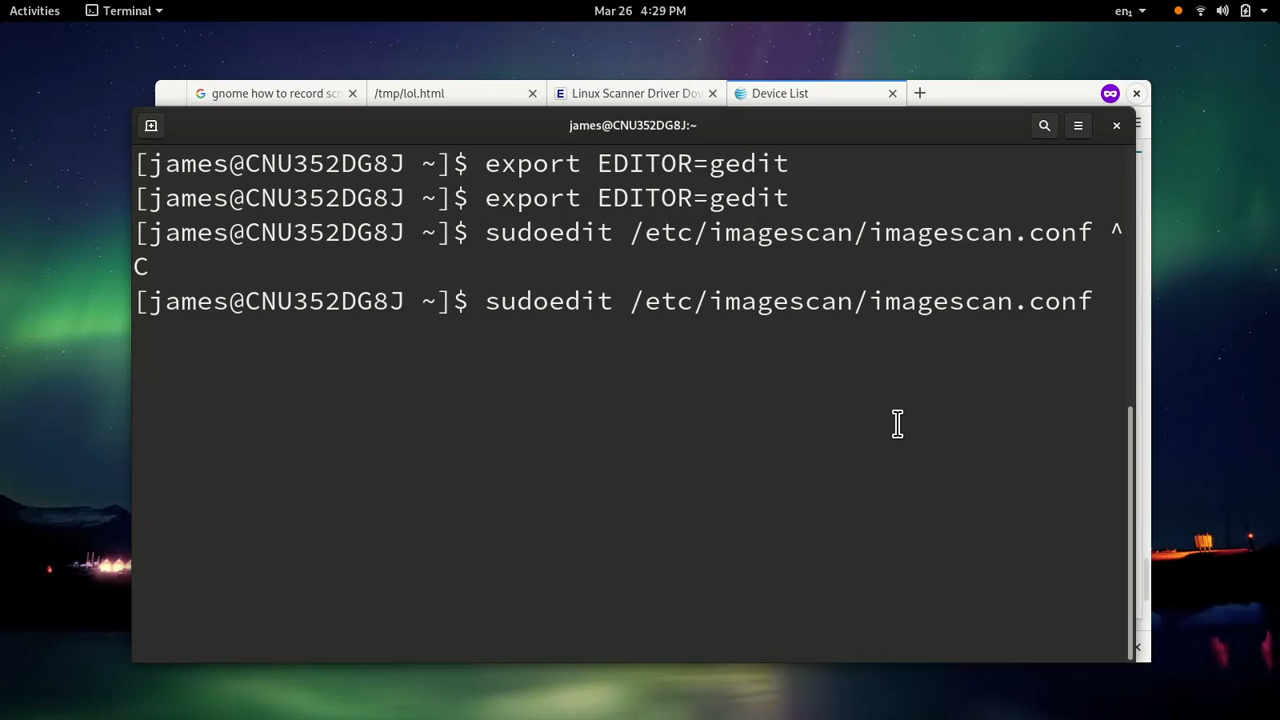 Activities Terminal Mar 26 4:29 PM en₁
gnome how to record scr /tmp/lol.html Linux Scanner Driver Do Device List
james@CNU352DG8J:~
[james@CNU352DG8J ~]$ export EDITOR=gedit
[james@CNU352DG8J ~]$ export EDITOR=gedit
[james@CNU352DG8J ~]$ sudoedit /etc/imagescan/imagescan.conf ^
C
[james@CNU352DG8J ~]$ sudoedit /etc/imagescan/imagescan.conf